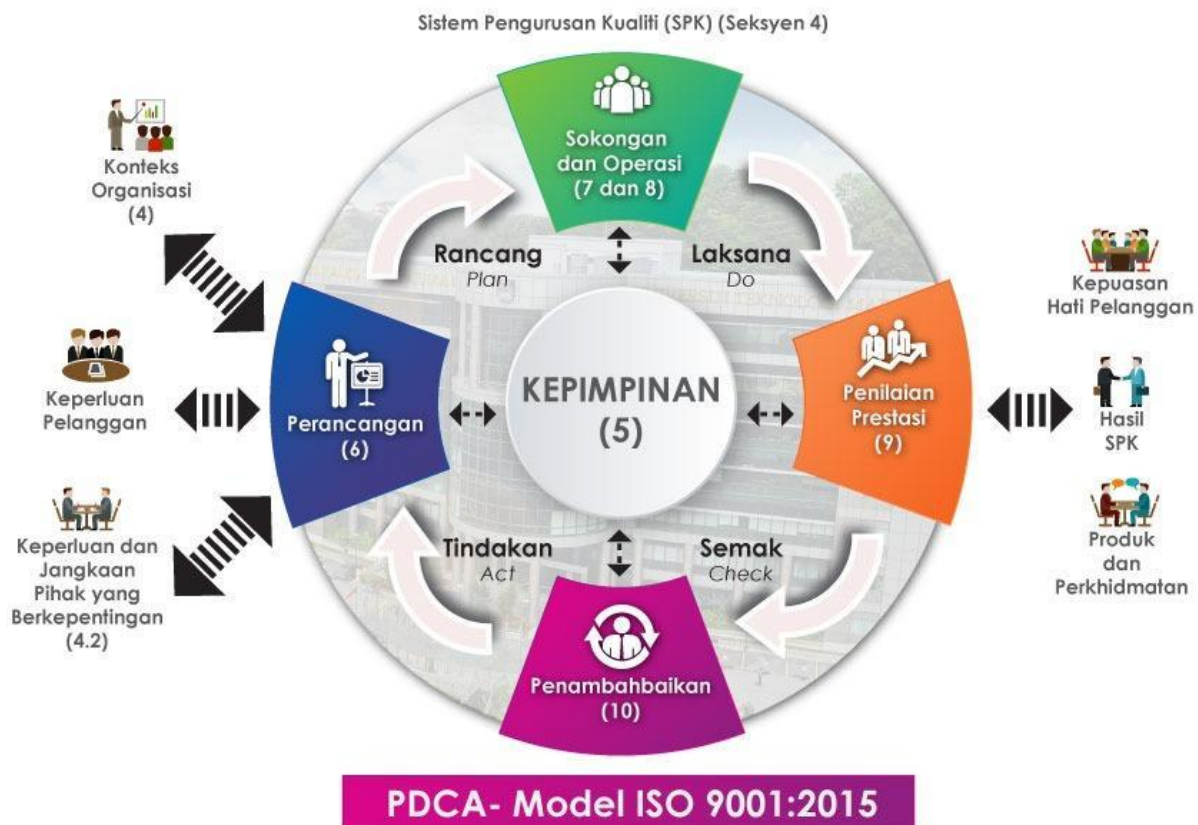 Sistem Pengurusan Kualiti (SPK) (Seksyen 4)
Sokongan
dan Operasi
(7 dan 8)
Konteks
Organisasi
(4)
Rancang
Plan
Laksana
Do
Kepuasan
Hati Pelanggan
Keperluan
Pelanggan
Perancangan
(6)
KEPIMPINAN
(5)
Penilaian
Prestasi
(9)
Hasil
SPK
Keperluan dan
Jangkaan
Pihak yang
Berkepentingan
(4.2)
Tindakan
Act
Semak
Check
Produk
dan
Perkhidmatan
Penambahbaikan
(10)
PDCA- Model ISO 9001:2015